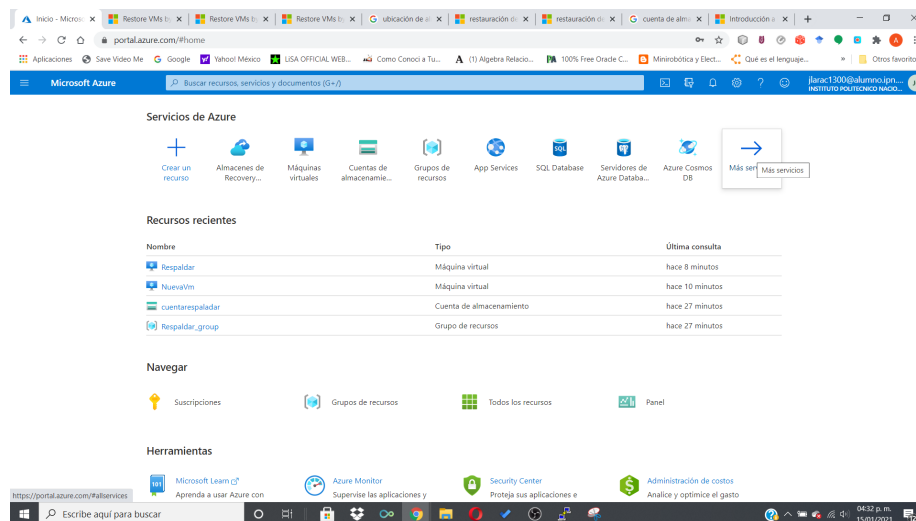 Inicio - Micros
Restore VMs b
Restore VMs by
Restore VMs b
ubicación de al
restauración de
restauración de
cuenta de alma
Introducción a
portal.azure.com/#home
Aplicaciones
Save Video Me
Google
Yahoo! México
LiSA OFFICIAL WEB...
Como Conoci a Tu...
(1) Algebra Relacio...
100% Free Oracle C...
Minirobótica y Elect...
Qué es el lenguaje...
»
Otros favorito
Microsoft Azure
Buscar recursos, servicios y documentos (G+/)
jlarac1300@alumno.ipn....
INSTITUTO POLITECNICO NACIO...
Servicios de Azure
Crear un recurso
Almacenes de Recovery...
Máquinas virtuales
Cuentas de almacenamie...
Grupos de recursos
App Services
SQL Database
Servidores de Azure Databa...
Azure Cosmos DB
Más ser
Más servicios
Recursos recientes
Nombre Tipo Última consulta
Respaldar Máquina virtual hace 8 minutos
NuevaVm Máquina virtual hace 10 minutos
cuentarespaladar Cuenta de almacenamiento hace 27 minutos
Respaldar_group Grupo de recursos hace 27 minutos
Navegar
Suscripciones
Grupos de recursos
Todos los recursos
Panel
Herramientas
Microsoft Learn
Aprenda a usar Azure con
Azure Monitor
Supervise las aplicaciones y
Security Center
Proteja sus aplicaciones e
Administración de costos
Analice y optimice el gasto
https://portal.azure.com/#allservices
Escribe aquí para buscar
04:32 p. m.
15/01/2021